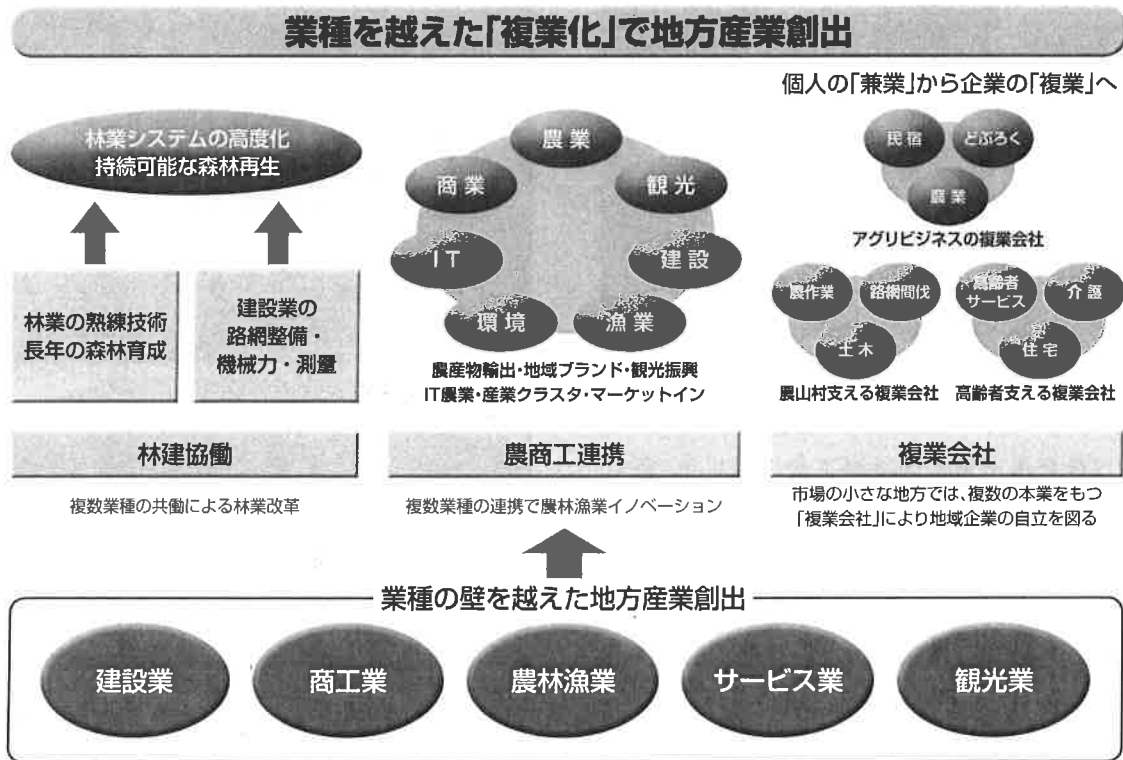 業種を越えた「複業化」で地方産業創出
林業システムの高度化
持続可能な森林再生
林業の熟練技術
長年の森林育成
建設業の
路網整備・
機械力・測量
林建協働
複数業種の共働による林業改革
農業
商業
観光
IT
建設
環境
漁業
農産物輸出・地域ブランド・観光振興
IT農業・産業クラスタ・マーケットイン
農商工連携
複数業種の連携で農林漁業イノベーション
個人の「兼業」から企業の「複業」へ
民宿
どぶろく
農業
アグリビジネスの複業会社
農作業
路網間伐
土木
農山村支える複業会社
高齢者
サービス
介護
住宅
高齢者支える複業会社
複業会社
市場の小さな地方では、複数の本業をもつ
「複業会社」により地域企業の自立を図る
業種の壁を越えた地方産業創出
建設業
商工業
農林漁業
サービス業
観光業